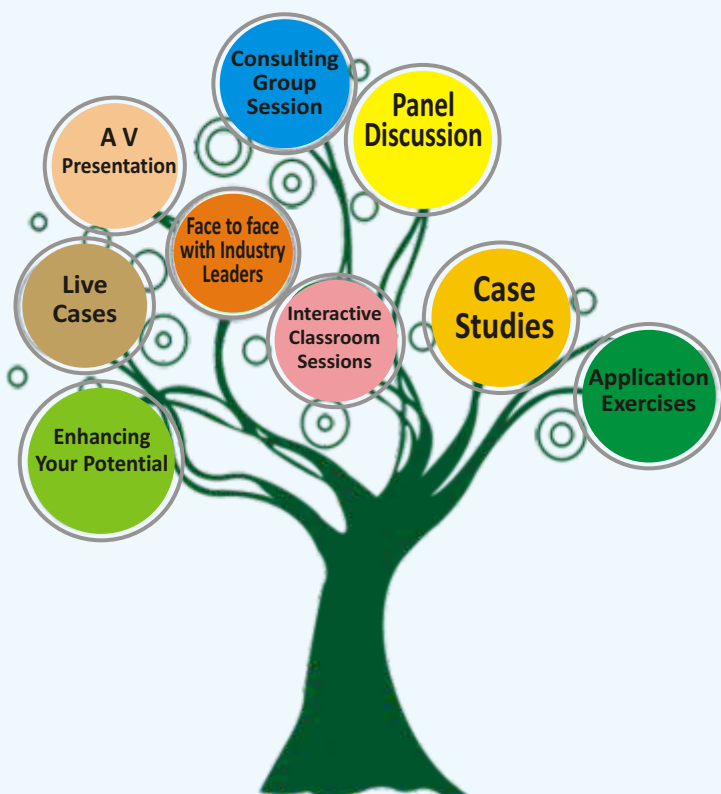 Consulting
Group
Session
Panel
Discussion
A V
Presentation
Face to face
with Industry
Leaders
Live
Cases
Interactive
Classroom
Sessions
Case
Studies
Application
Exercises
Enhancing
Your Potential